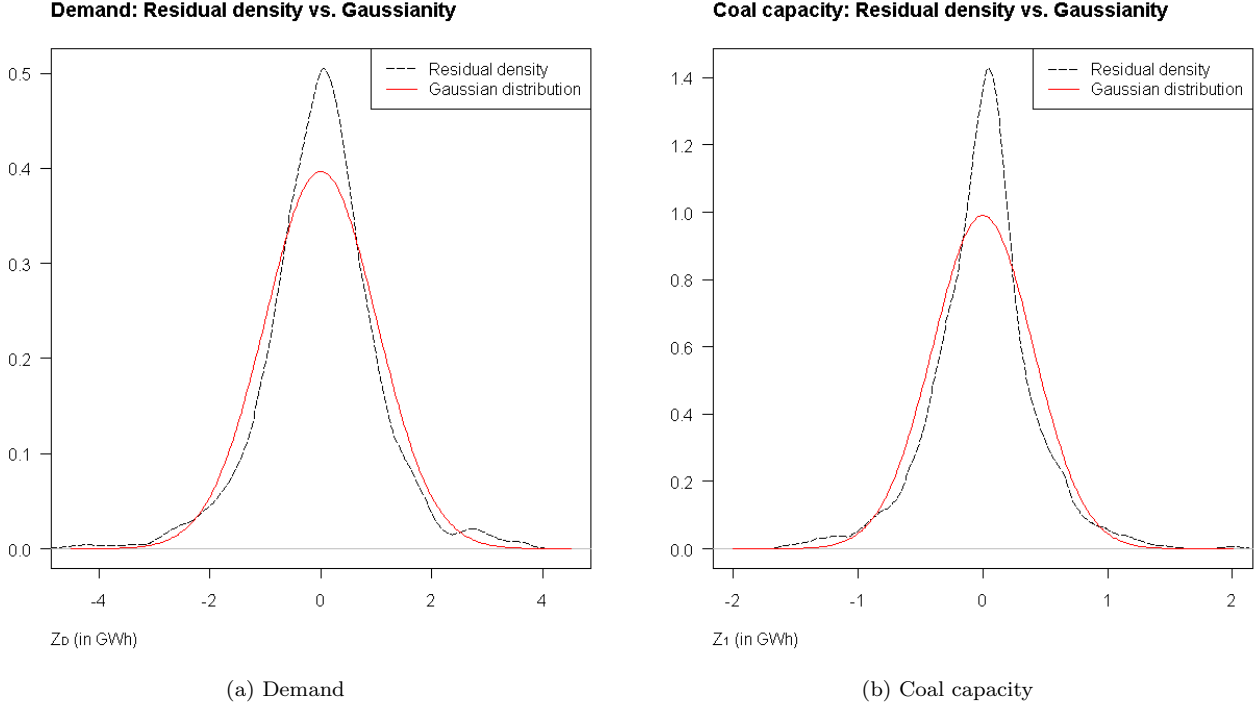 Demand: Residual density vs. Gaussianity
Residual density
Gaussian distribution
0.5
0.4
0.3
0.2
0.1
0.0
-4 -2 0 2 4
ZD (in GWh)
(a) Demand
Coal capacity: Residual density vs. Gaussianity
Residual density
Gaussian distribution
1.4
1.2
1.0
0.8
0.6
0.4
0.2
0.0
-2 -1 0 1 2
Z1 (in GWh)
(b) Coal capacity